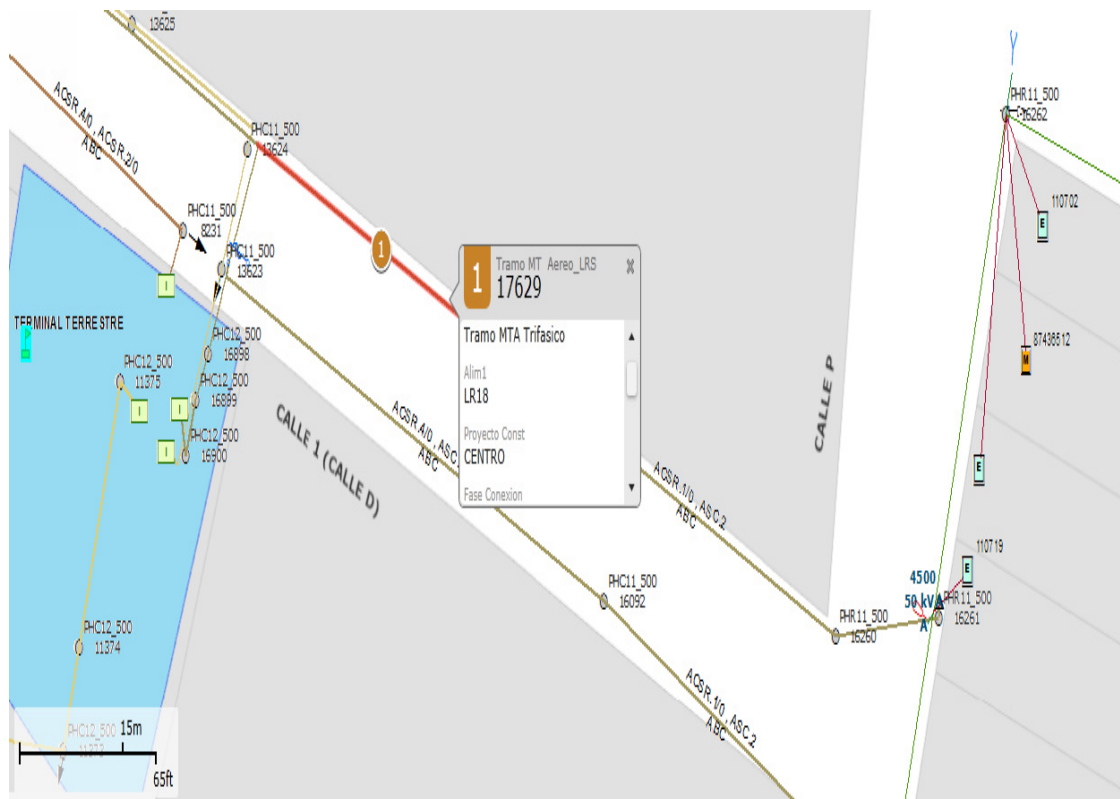 13625
PHC11_500
13624
ACSR.4/0 , ACSR.2/0
ABC
PHC11_500
8231
PHC11_500
13623
TERMINAL TERRESTRE
PHC12_500
16898
PHC12_500
11375
PHC12_500
16899
PHC12_500
16900
CALLE 1 (CALLE D)
PHC12_500
11374
PHC12_500
11373
15m
65ft
1
1
Tramo MT Aereo_LRS
17629
Tramo MTA Trifasico
Alim1
LR18
Proyecto Const
CENTRO
Fase Conexion
ACSR.4/0 , ASC.
ABC
PHC11_500
16092
ACSR.1/0 , ASC.2
ABC
ACSR.1/0 , ASC.2
ABC
CALLE P
PHR11_500
16262
110702
E
87436612
M
E
110719
E
4500
50 kVA
A
PHR11_500
16261
PHR11_500
16260
I
I
I
I
Y